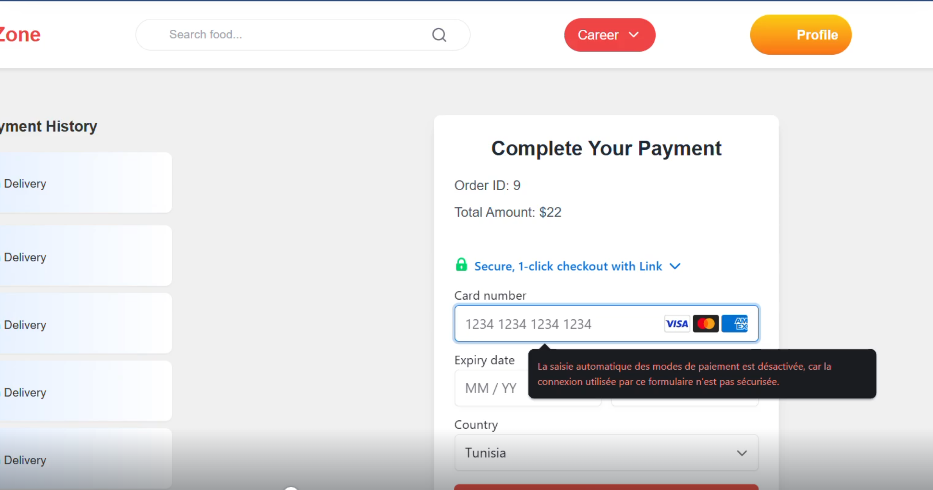 Zone
Search food...
Career
Profile
yment History
Delivery
Delivery
Delivery
Delivery
Delivery
Complete Your Payment
Order ID: 9
Total Amount: $22
Secure, 1-click checkout with Link
Card number
1234 1234 1234 1234
VISA
AM
EX
Expiry date
MM / YY
La saisie automatique des modes de paiement est désactivée, car la
connexion utilisée par ce formulaire n'est pas sécurisée.
Country
Tunisia